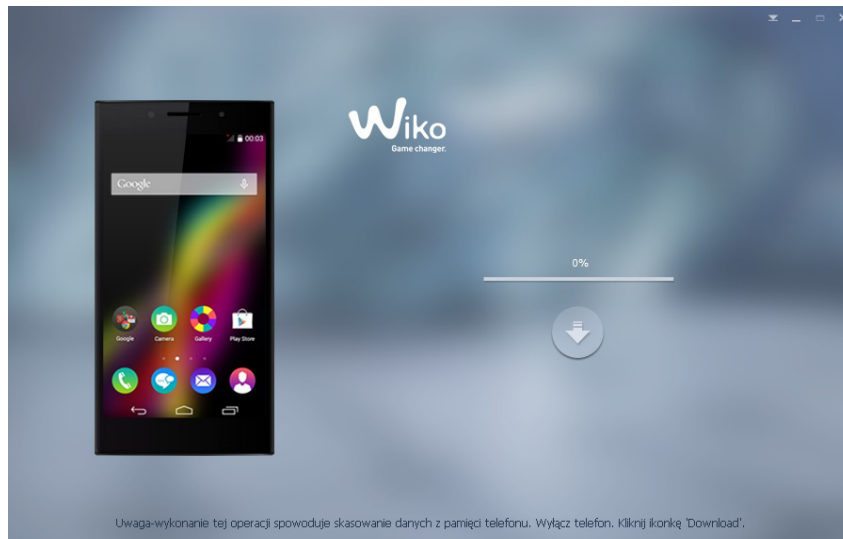 Wiko
Game changer.
00:03
Google
0%
Google Camera Gallery Play Store
Uwaga-wykonanie tej operacji spowoduje skasowanie danych z pamięci telefonu. Wyłącz telefon. Kliknij ikonkę 'Download'.